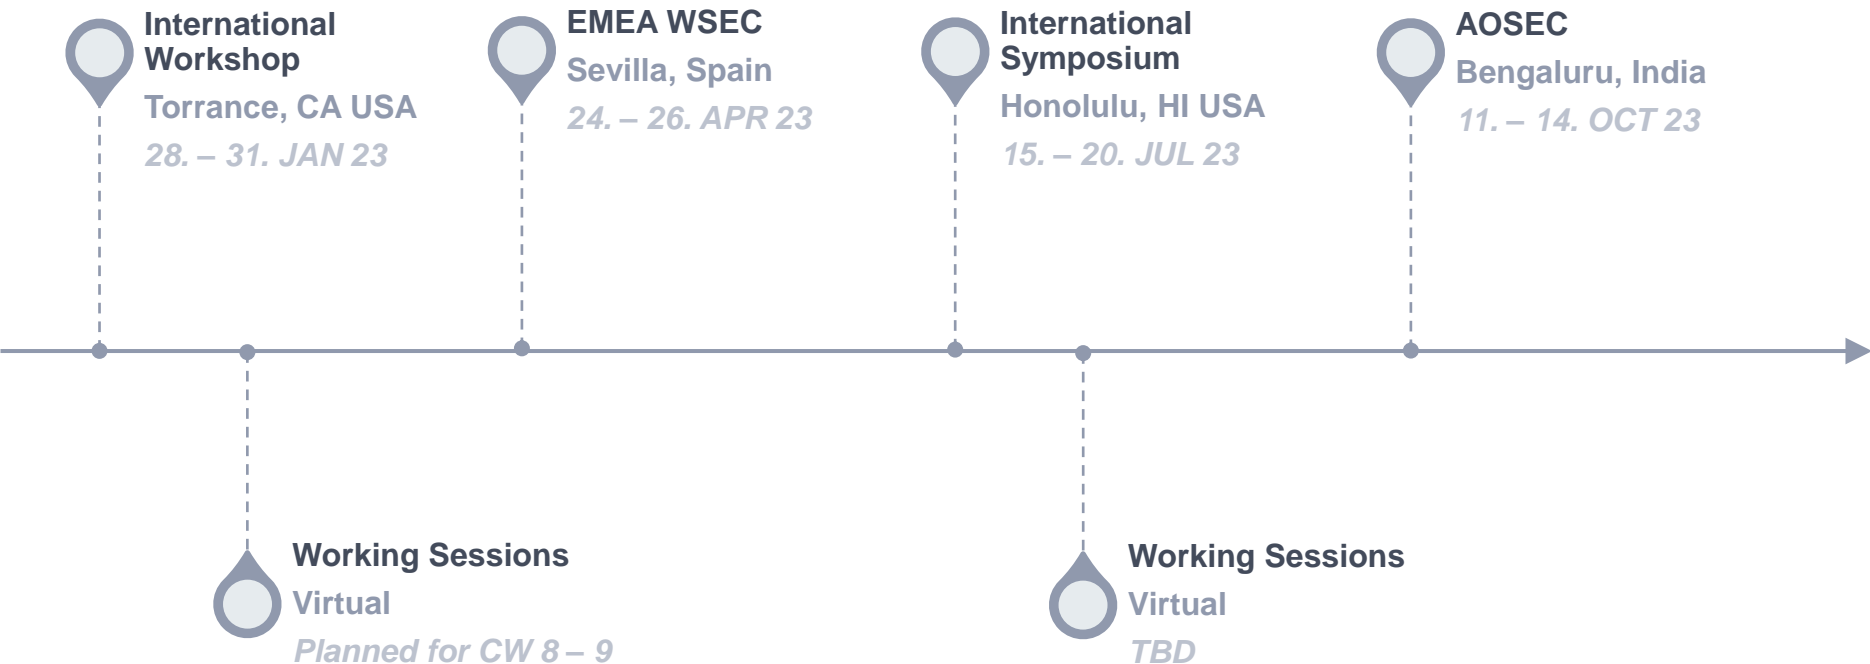 International
Workshop
Torrance, CA USA
28. – 31. JAN 23
EMEA WSEC
Sevilla, Spain
24. – 26. APR 23
International
Symposium
Honolulu, HI USA
15. – 20. JUL 23
AOSEC
Bengaluru, India
11. – 14. OCT 23
Working Sessions
Virtual
Planned for CW 8 – 9
Working Sessions
Virtual
TBD